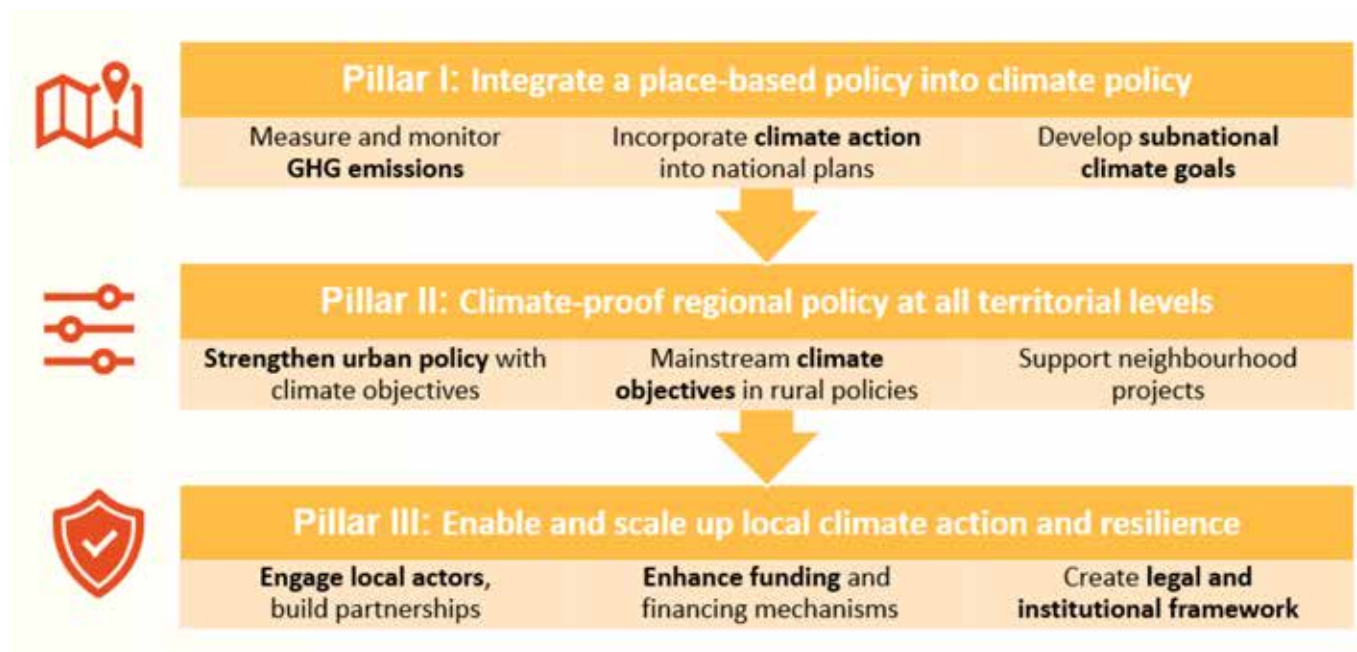 Pillar I: Integrate a place-based policy into climate policy
Measure and monitor
GHG emissions
Incorporate climate action
into national plans
Develop subnational
climate goals
Pillar II: Climate-proof regional policy at all territorial levels
Strengthen urban policy with
climate objectives
Mainstream climate
objectives in rural policies
Support neighbourhood
projects
Pillar III: Enable and scale up local climate action and resilience
Engage local actors,
build partnerships
Enhance funding and
financing mechanisms
Create legal and
institutional framework